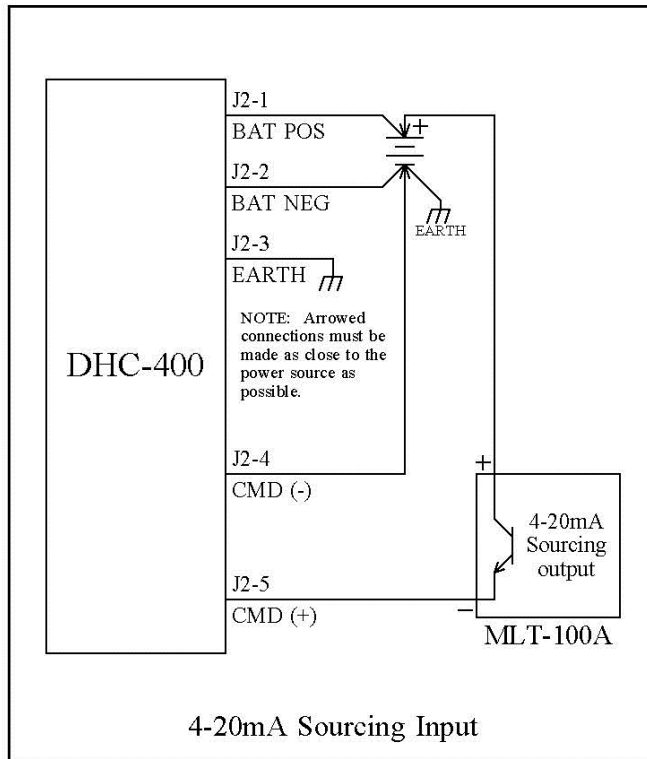 J2-1
BAT POS
+
J2-2
BAT NEG
EARTH
J2-3
EARTH
NOTE: Arrowed
connections must be
made as close to the
power source as
possible.
DHC-400
J2-4
CMD (-)
+
4-20mA
Sourcing
output
J2-5
CMD (+)
−
MLT-100A
4-20mA Sourcing Input